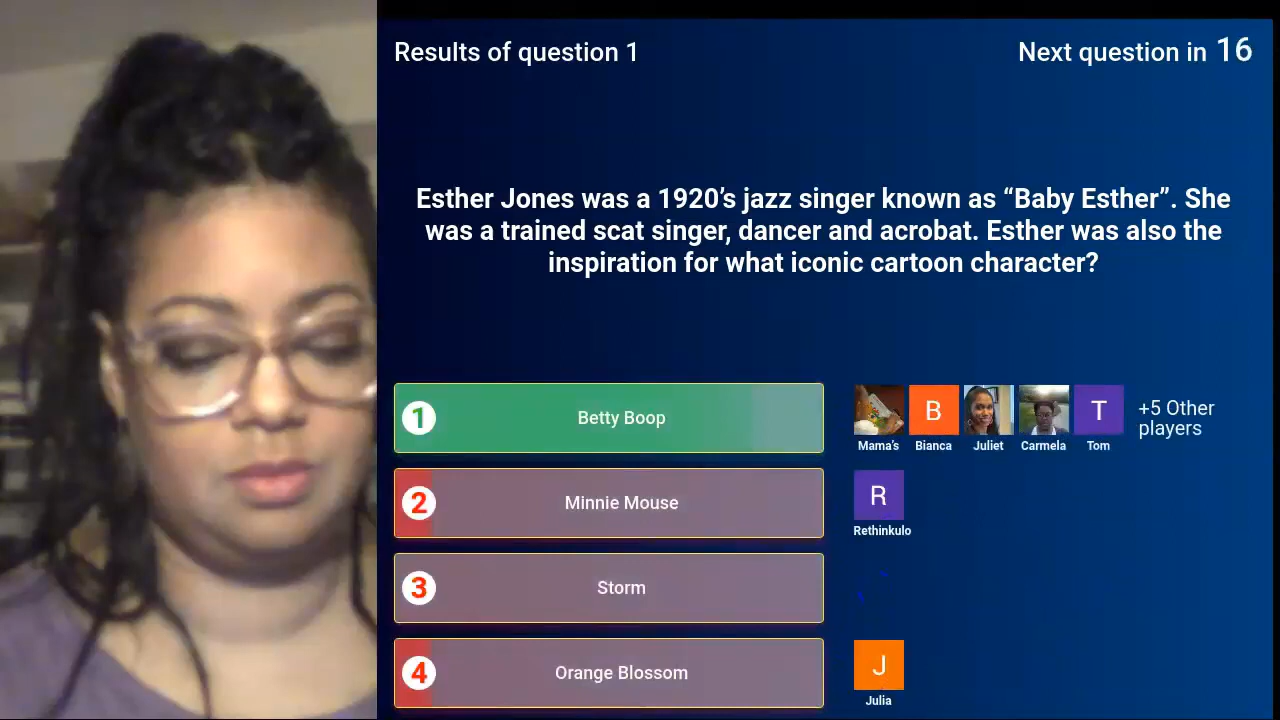 Results of question 1
Next question in 16
Esther Jones was a 1920’s jazz singer known as “Baby Esther”. She
was a trained scat singer, dancer and acrobat. Esther was also the
inspiration for what iconic cartoon character?
1 Betty Boop
Mama's Bianca Juliet Carmela Tom
B T
+5 Other
players
2 Minnie Mouse
R
Rethinkulo
3 Storm
4 Orange Blossom
J
Julia